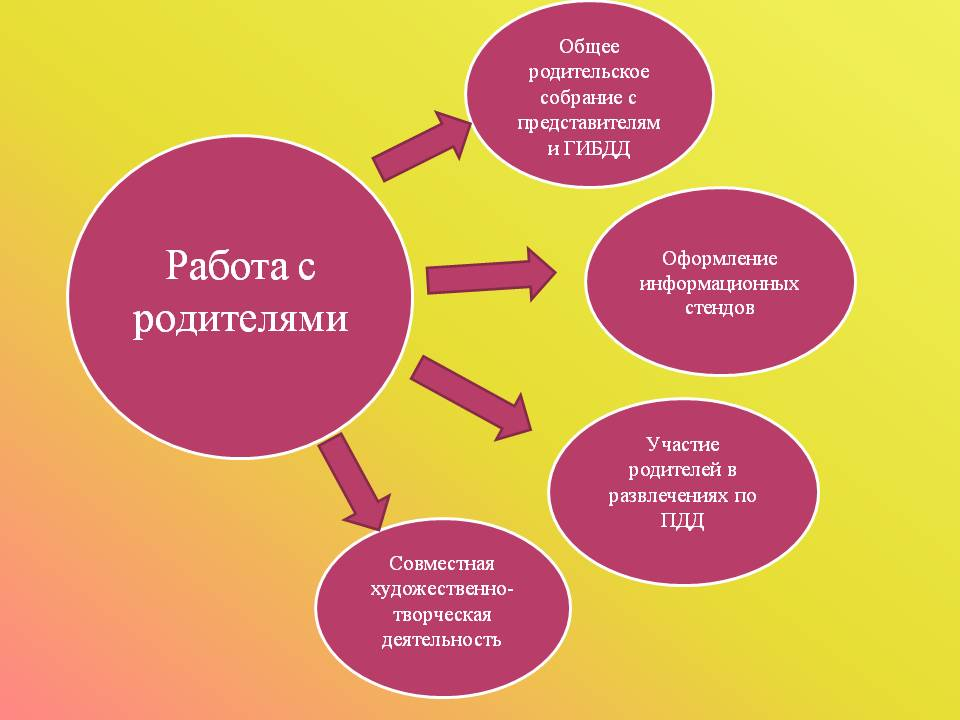 Общее
родительское
собрание с
представителям
и ГИБДД
Работа с
родителями
Оформление
информационных
стендов
Участие
родителей в
развлечениях по
ПДД
Совместная
художественно-
творческая
деятельность